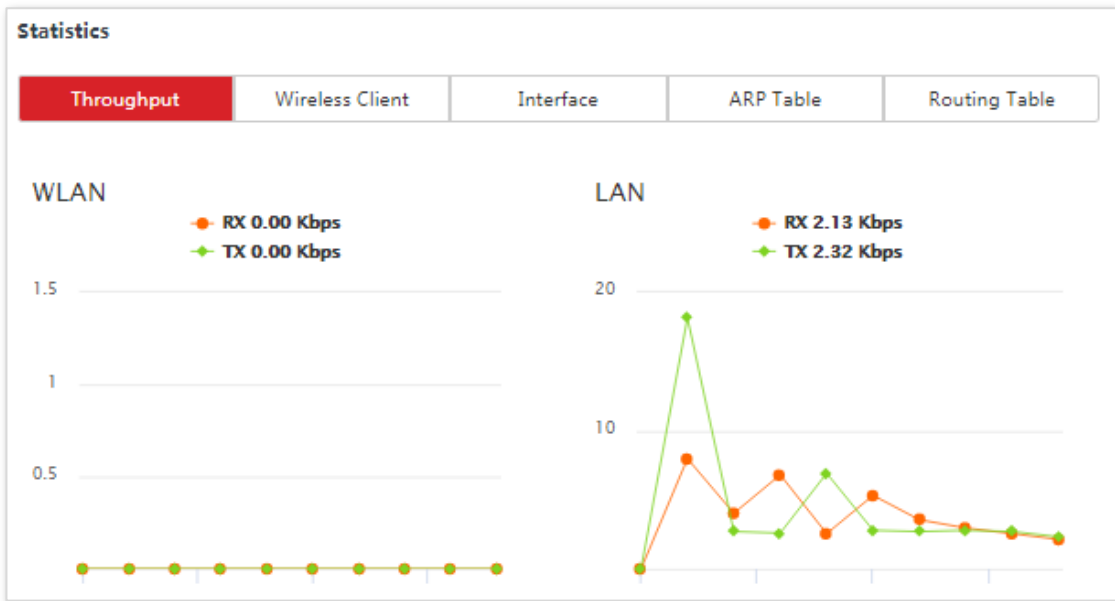 Statistics
Throughput Wireless Client Interface ARP Table Routing Table
WLAN
RX 0.00 Kbps
TX 0.00 Kbps
1.5
1
0.5
LAN
RX 2.13 Kbps
TX 2.32 Kbps
20
10